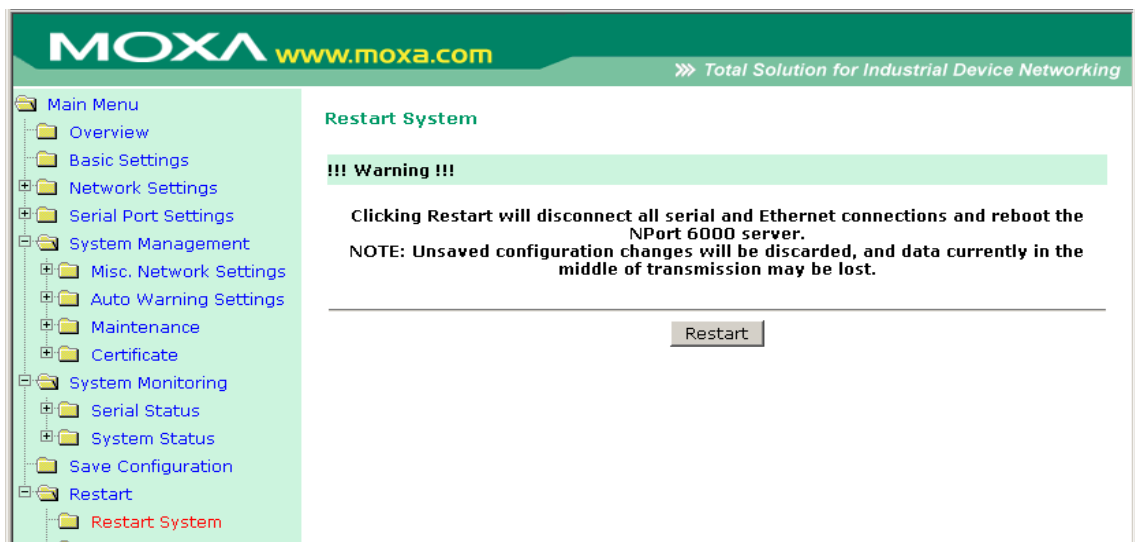 MOXA www.moxa.com
Total Solution for Industrial Device Networking
Main Menu
Overview
Basic Settings
Network Settings
Serial Port Settings
System Management
Misc. Network Settings
Auto Warning Settings
Maintenance
Certificate
System Monitoring
Serial Status
System Status
Save Configuration
Restart
Restart System
Restart System
!!! Warning !!!
Clicking Restart will disconnect all serial and Ethernet connections and reboot the
NPort 6000 server.
NOTE: Unsaved configuration changes will be discarded, and data currently in the
middle of transmission may be lost.
Restart